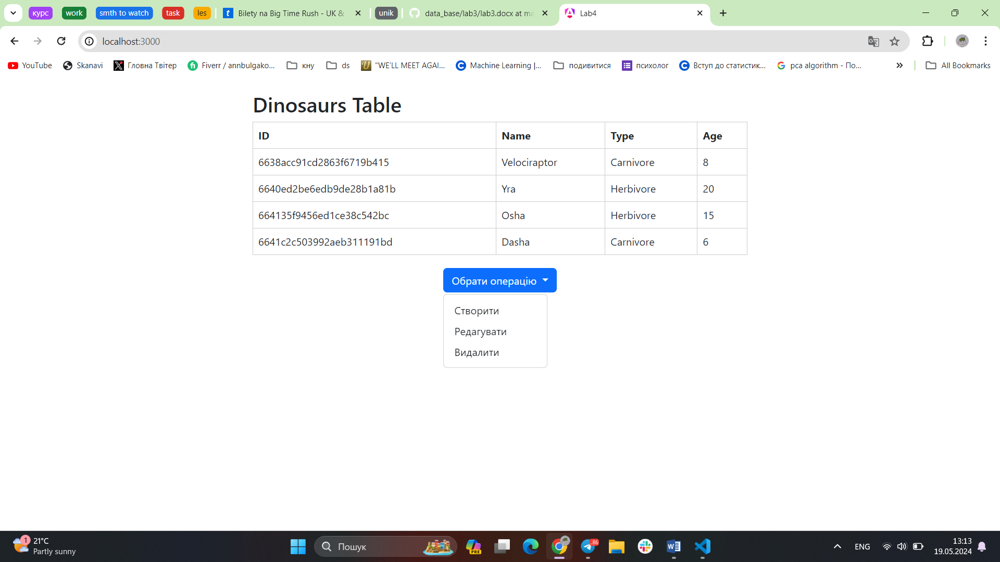 курс work smth to watch task les Bilety na Big Time Rush - UK & unik data_base/lab3/lab3.docx at ma Lab4
localhost:3000
YouTube Skanavi Гловна Твітер Fiverr / annbulgako... кну ds "WE'LL MEET AGAI... Machine Learning |... подивитися психолог Вступ до статистик... pca algorithm - По... All Bookmarks
Dinosaurs Table
ID Name Type Age
6638acc91cd2863f6719b415 Velociraptor Carnivore 8
6640ed2be6edb9de28b1a81b Yra Herbivore 20
664135f9456ed1ce38c542bc Osha Herbivore 15
6641c2c503992aeb311191bd Dasha Carnivore 6
Обрати операцію
Створити
Редагувати
Видалити
1 21°C
Partly sunny
Пошук
PRE
..86
ENG
13:13
19.05.2024